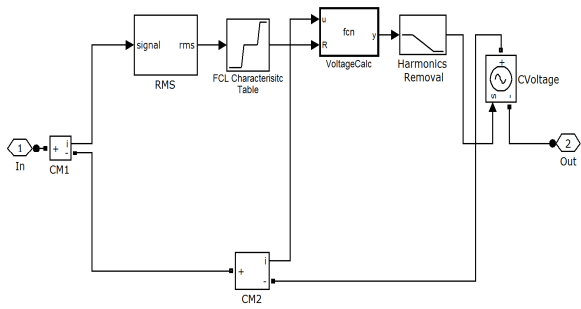 signal
rms
RMS
FCL Characterisitc
Table
u
R
fcn
y
VoltageCalc
Harmonics
Removal
+
s
-
CVoltage
1
In
+
i
-
CM1
2
Out
+
i
-
CM2